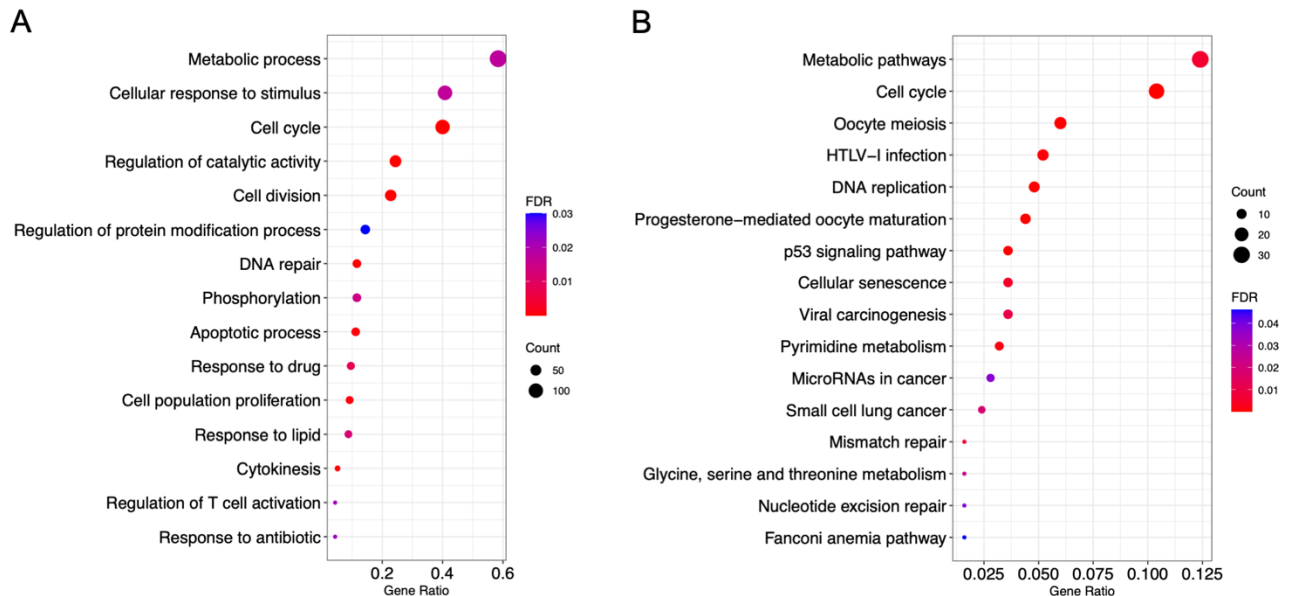 A
Metabolic process
Cellular response to stimulus
Cell cycle
Regulation of catalytic activity
Cell division
Regulation of protein modification process
DNA repair
Phosphorylation
Apoptotic process
Response to drug
Cell population proliferation
Response to lipid
Cytokinesis
Regulation of T cell activation
Response to antibiotic
0.2 0.4 0.6
Gene Ratio
FDR
0.03
0.02
0.01
Count
50
100
B
Metabolic pathways
Cell cycle
Oocyte meiosis
HTLV−I infection
DNA replication
Progesterone−mediated oocyte maturation
p53 signaling pathway
Cellular senescence
Viral carcinogenesis
Pyrimidine metabolism
MicroRNAs in cancer
Small cell lung cancer
Mismatch repair
Glycine, serine and threonine metabolism
Nucleotide excision repair
Fanconi anemia pathway
0.025 0.050 0.075 0.100 0.125
Gene Ratio
Count
10
20
30
FDR
0.04
0.03
0.02
0.01